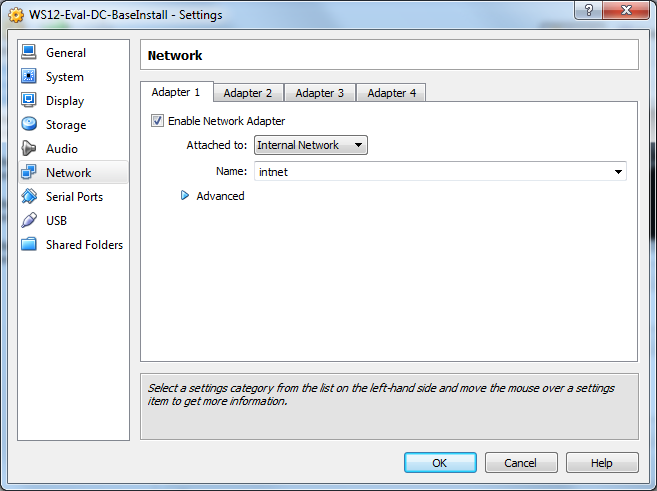 WS12-Eval-DC-BaseInstall - Settings
General
System
Display
Storage
Audio
Network
Serial Ports
USB
Shared Folders
Network
Adapter 1 Adapter 2 Adapter 3 Adapter 4
Enable Network Adapter
Attached to: Internal Network
Name: intnet
Advanced
Select a settings category from the list on the left-hand side and move the mouse over a settings
item to get more information.
OK Cancel Help